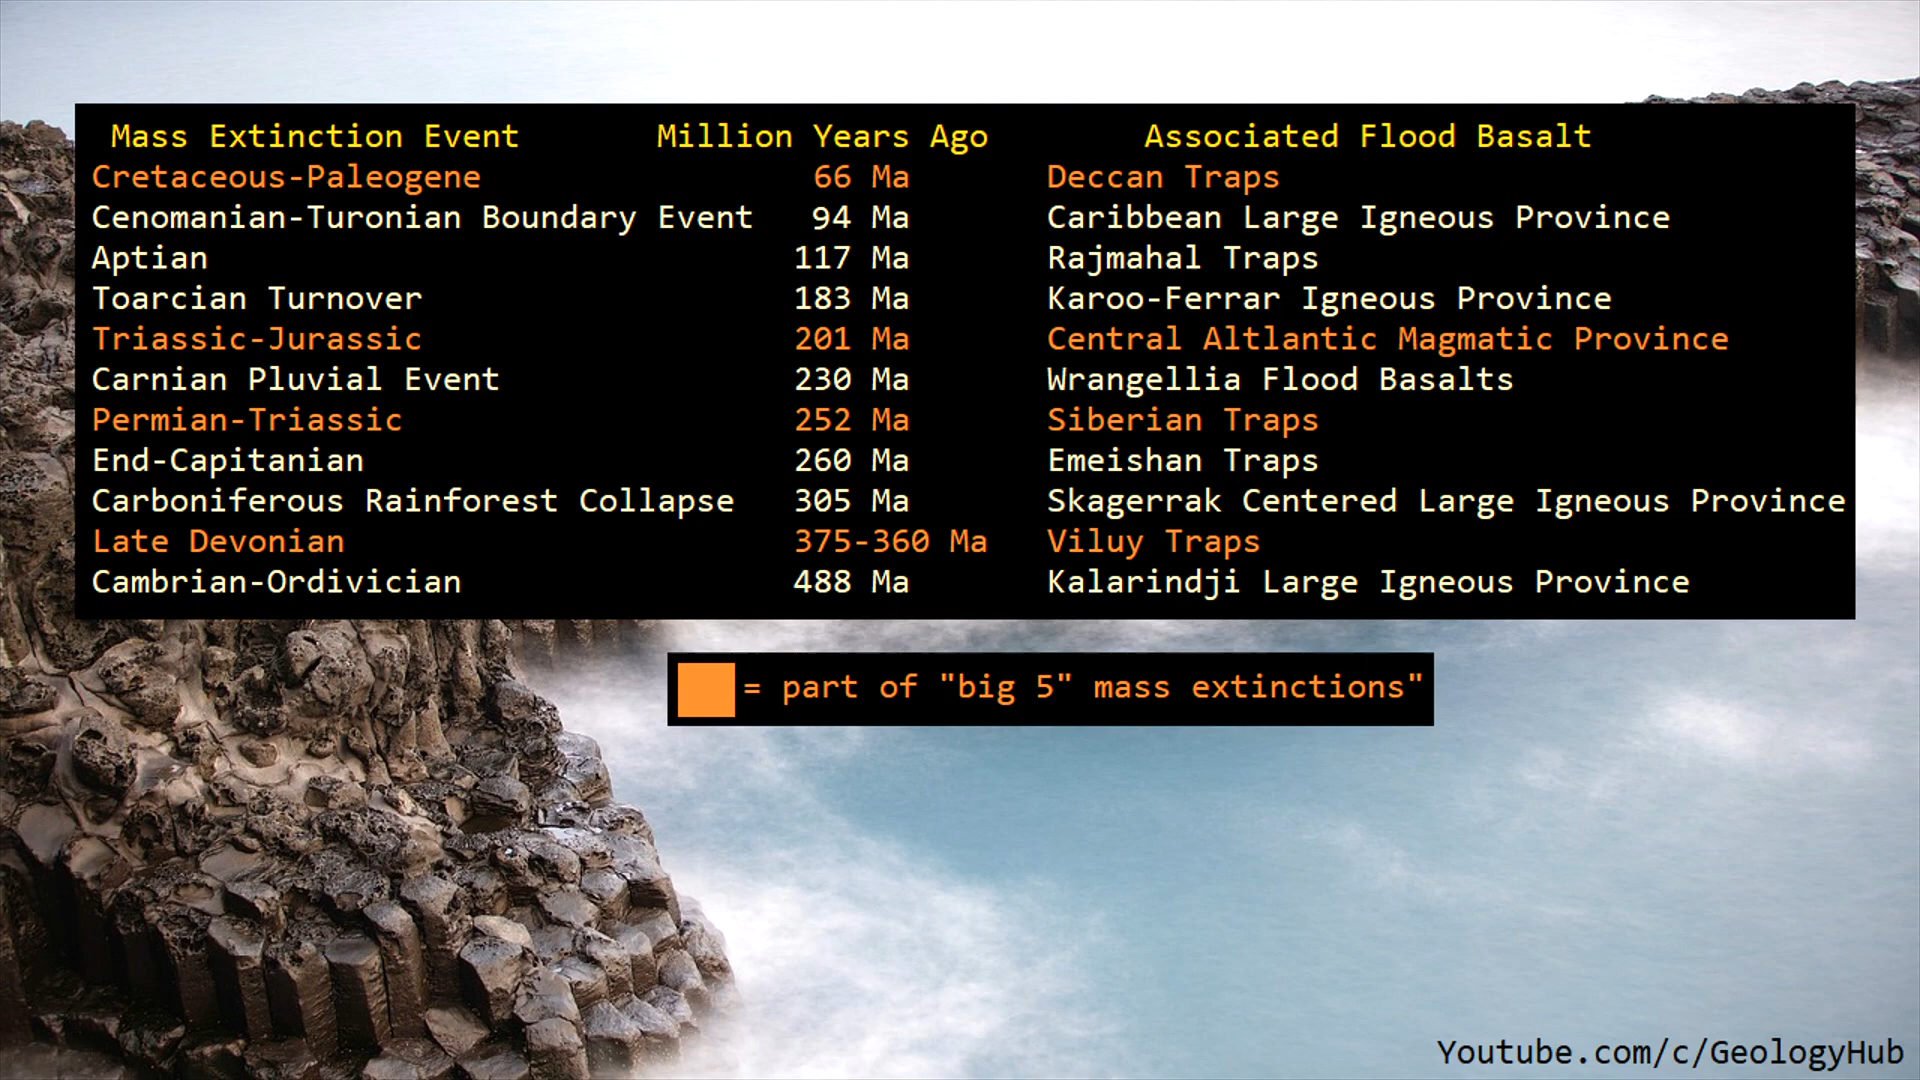 Mass Extinction Event Million Years Ago Associated Flood Basalt
Cretaceous-Paleogene 66 Ma Deccan Traps
Cenomanian-Turonian Boundary Event 94 Ma Caribbean Large Igneous Province
Aptian 117 Ma Rajmahal Traps
Toarcian Turnover 183 Ma Karoo-Ferrar Igneous Province
Triassic-Jurassic 201 Ma Central Altlantic Magmatic Province
Carnian Pluvial Event 230 Ma Wrangellia Flood Basalts
Permian-Triassic 252 Ma Siberian Traps
End-Capitanian 260 Ma Emeishan Traps
Carboniferous Rainforest Collapse 305 Ma Skagerrak Centered Large Igneous Province
Late Devonian 375-360 Ma Viluy Traps
Cambrian-Ordivician 488 Ma Kalarindji Large Igneous Province
= part of "big 5" mass extinctions"
Youtube.com/c/GeologyHub